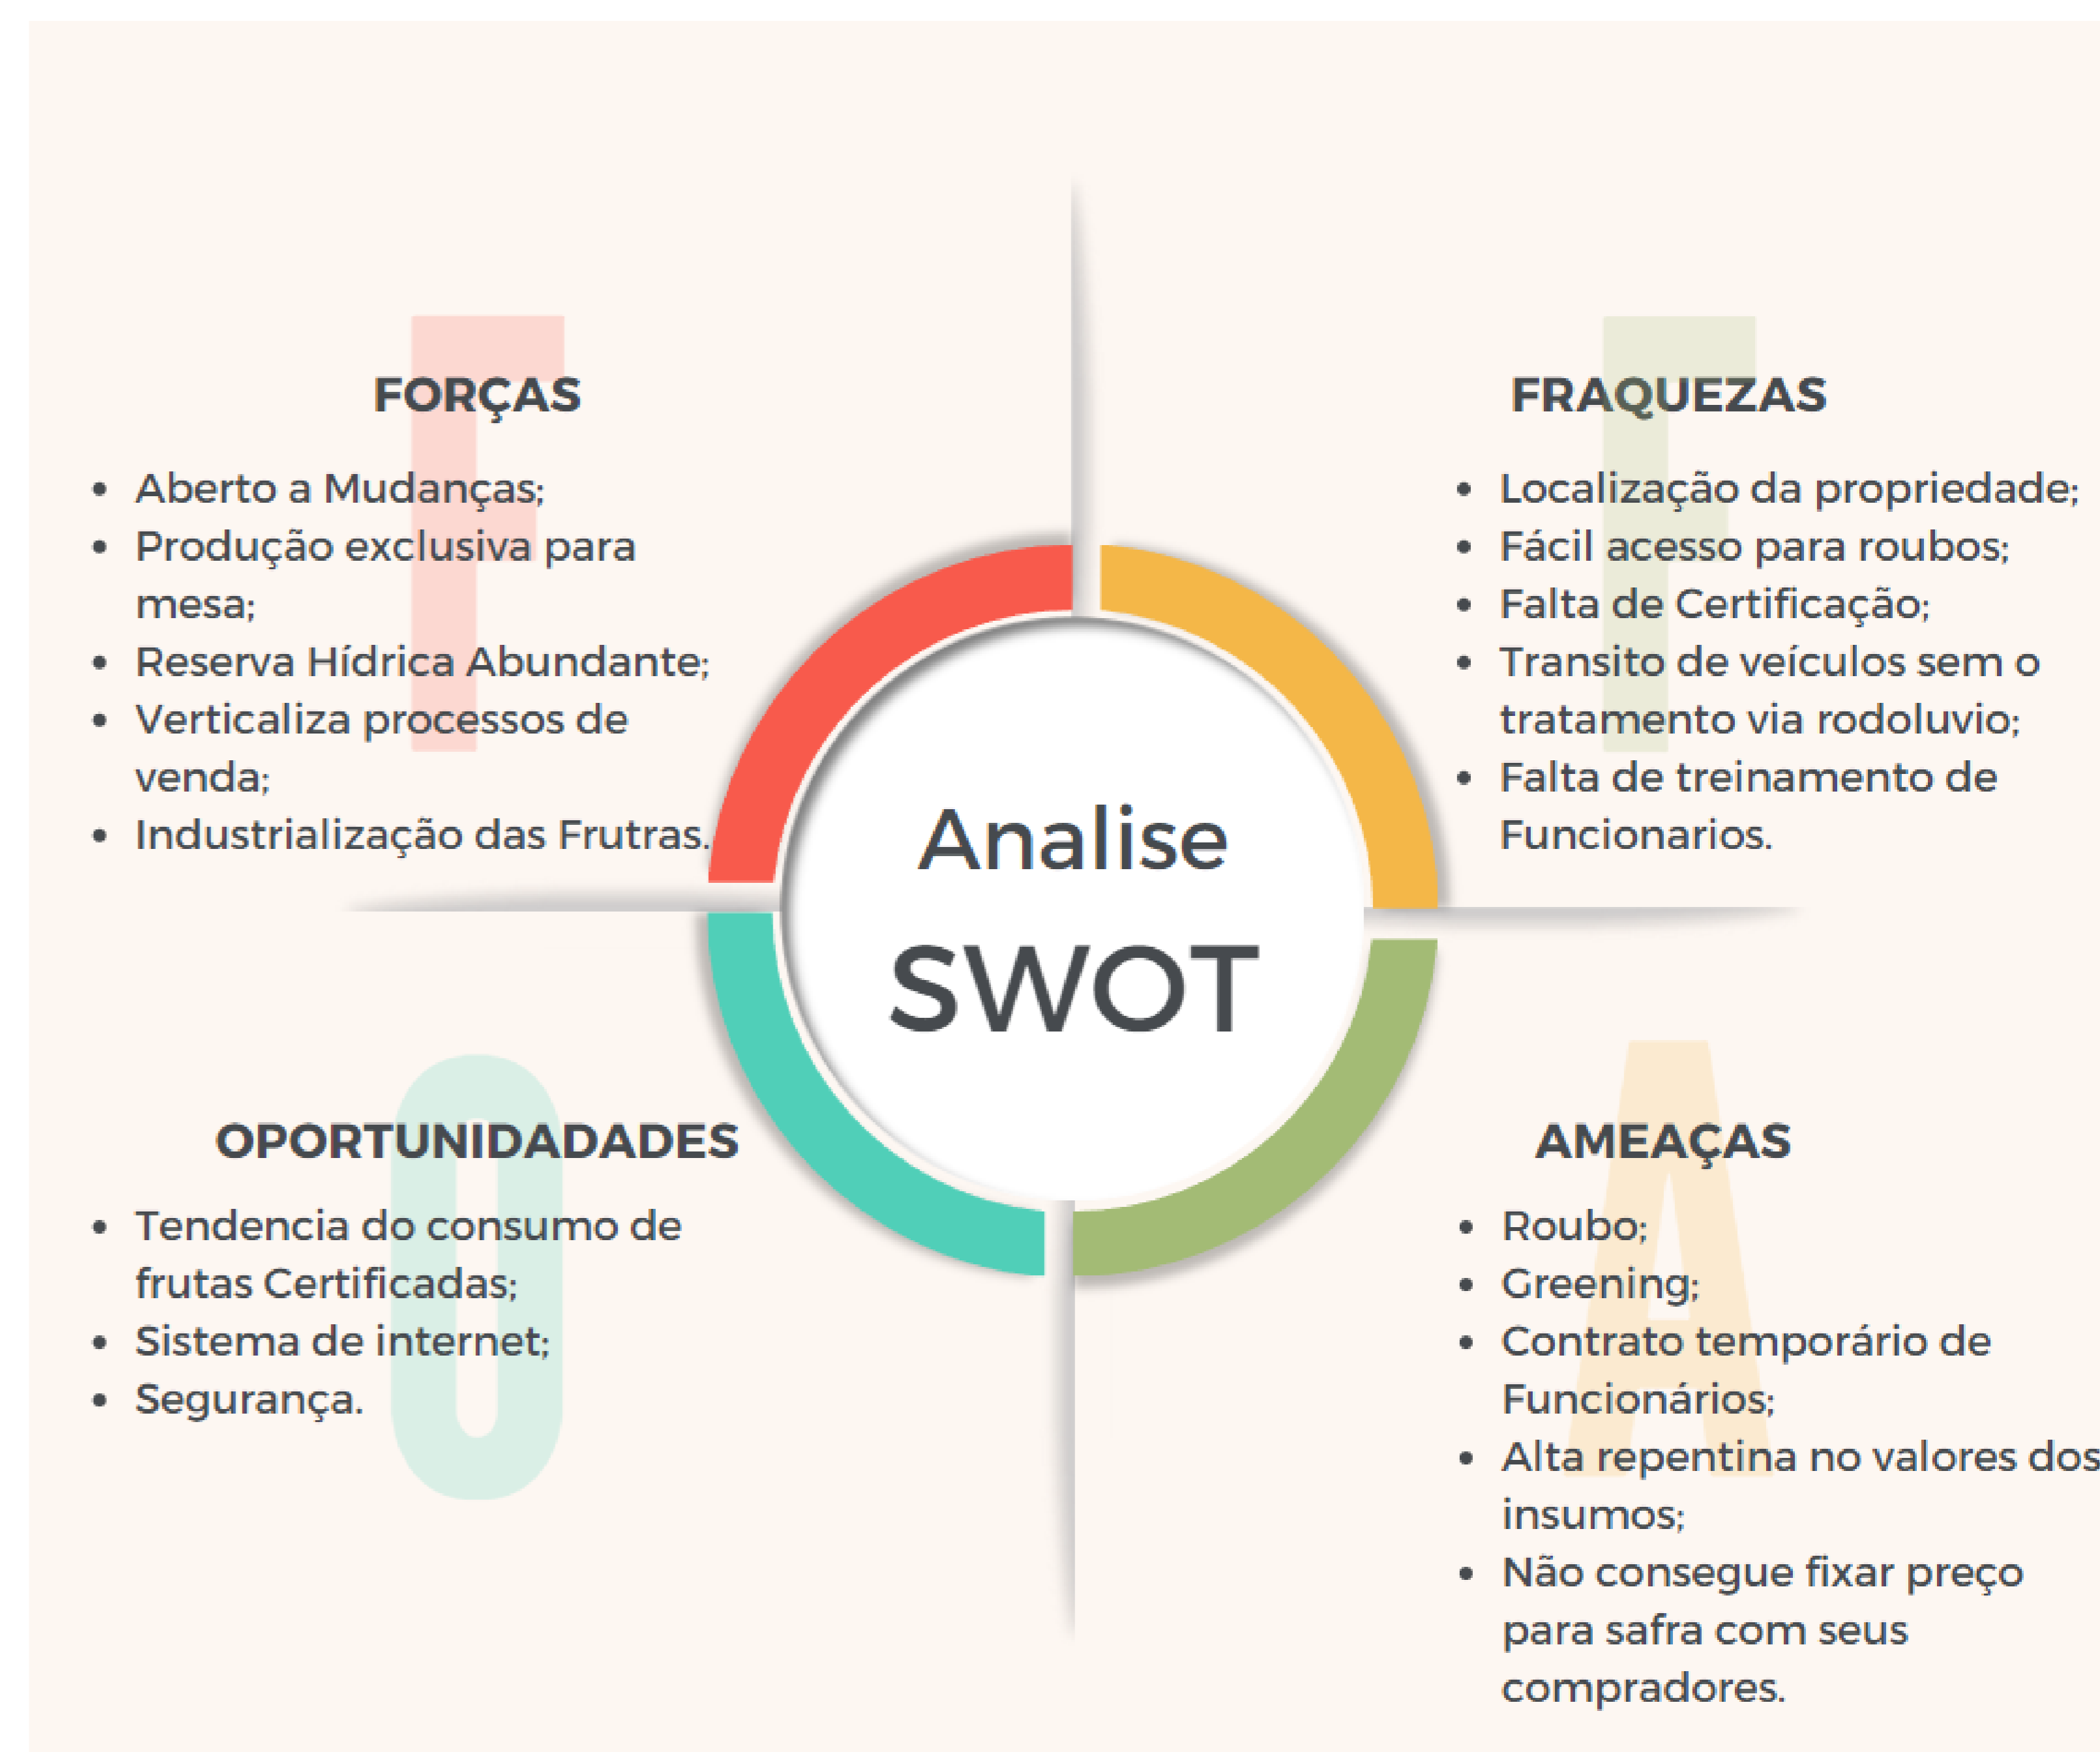 FORÇAS
• Aberto a Mudanças;
• Produção exclusiva para
mesa;
• Reserva Hídrica Abundante;
• Verticaliza processos de
venda;
• Industrialização das Frutras.
FRAQUEZAS
• Localização da propriedade;
• Fácil acesso para roubos;
• Falta de Certificação;
• Transito de veículos sem o
tratamento via rodoluvio;
• Falta de treinamento de
Funcionarios.
Analise
SWOT
OPORTUNIDADADES
• Tendencia do consumo de
frutas Certificadas;
• Sistema de internet;
• Segurança.
AMEAÇAS
• Roubo;
• Greening;
• Contrato temporário de
Funcionários;
• Alta repentina no valores dos
insumos;
• Não consegue fixar preço
para safra com seus
compradores.
F
F
O
A